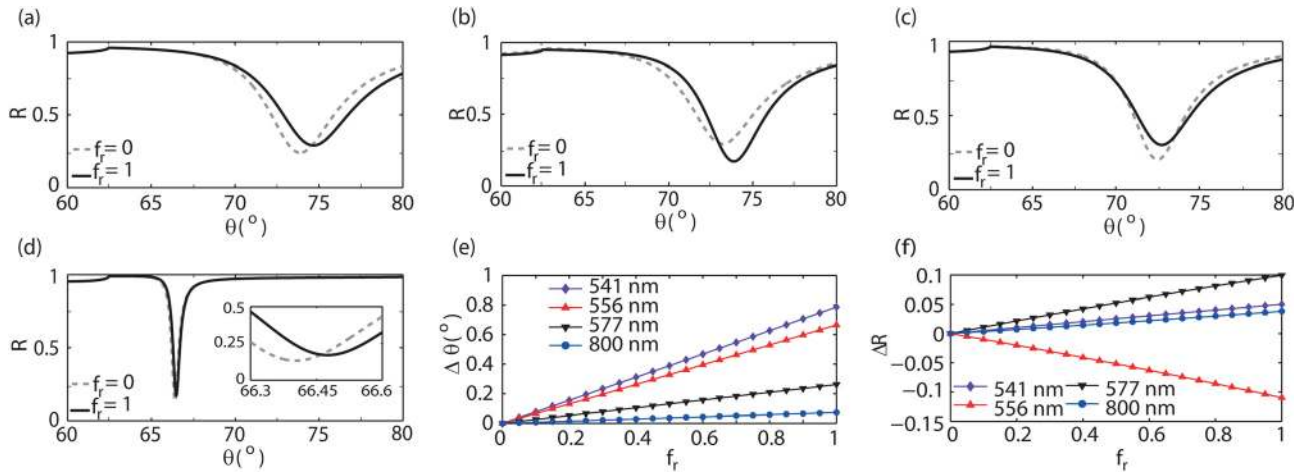 (a)
1
0.5
0
R
f_r = 0
f_r = 1
60 65 70 75 80
θ(°)
(b)
1
0.5
0
R
f_r = 0
f_r = 1
60 65 70 75 80
θ(°)
(c)
1
0.5
0
R
f_r = 0
f_r = 1
60 65 70 75 80
θ(°)
(d)
1
0.5
0
R
f_r = 0
f_r = 1
0.5
0.25
0
66.3 66.45 66.6
60 65 70 75 80
θ(°)
(e)
1
0.8
0.6
0.4
0.2
0
Δ θ(°)
541 nm
556 nm
577 nm
800 nm
0 0.2 0.4 0.6 0.8 1
f_r
(f)
0.1
0.05
0
−0.05
−0.1
−0.15
ΔR
541 nm 577 nm
556 nm 800 nm
0 0.2 0.4 0.6 0.8 1
f_r